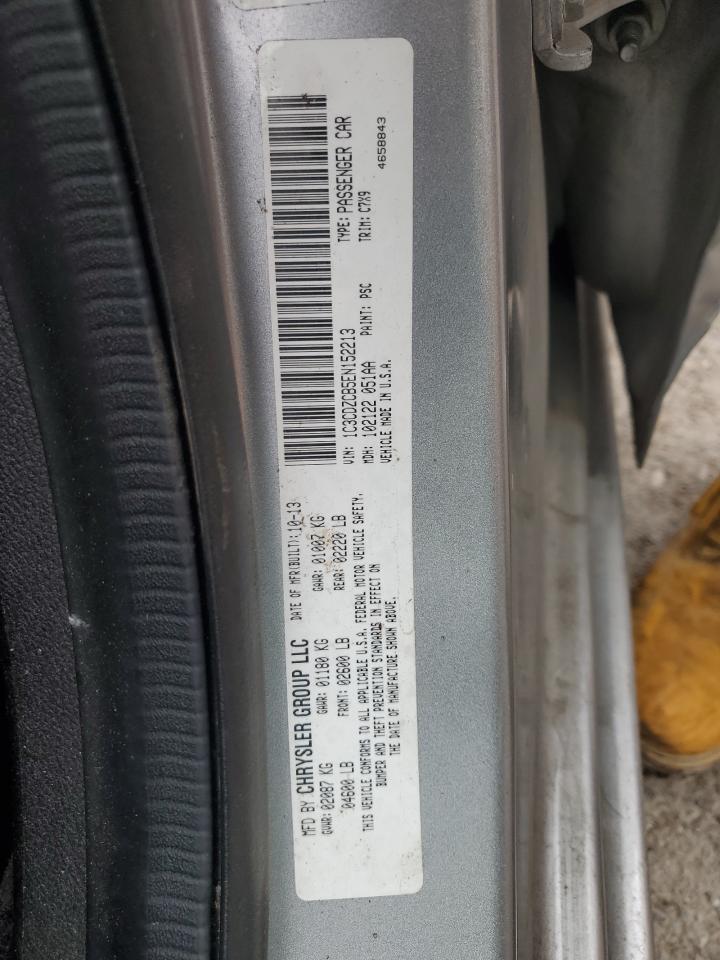 MFD BY CHRYSLER GROUP LLC DATE OF MFR(BUILT): 10-13
GVWR: 02087 KG GAWR: 01180 KG GAWR: 01007 KG
04600 LB FRONT: 02600 LB REAR: 02220 LB
THIS VEHICLE CONFORMS TO ALL APPLICABLE U.S.A. FEDERAL MOTOR VEHICLE SAFETY,
BUMPER AND THEFT PREVENTION STANDARDS IN EFFECT ON
THE DATE OF MANUFACTURE SHOWN ABOVE.
VIN: 1C3CDZCB5EN152213 TYPE: PASSENGER CAR
MDH: 102122 051AA PAINT: PSC TRIM: C7X9
VEHICLE MADE IN U.S.A. 4658843